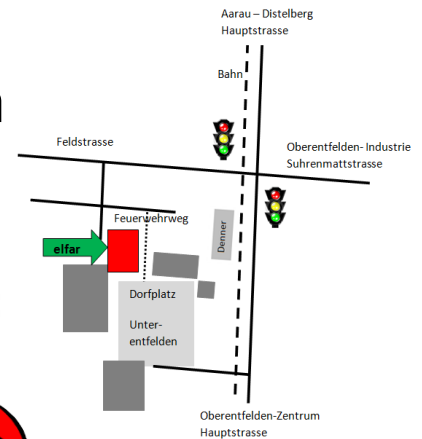 Aarau – Distelberg
Hauptstrasse
Bahn
Feldstrasse
Oberentfelden- Industrie
Suhrenmattstrasse
Feuerwehrweg
Denner
elfar
Dorfplatz
Unter-
entfelden
Oberentfelden-Zentrum
Hauptstrasse